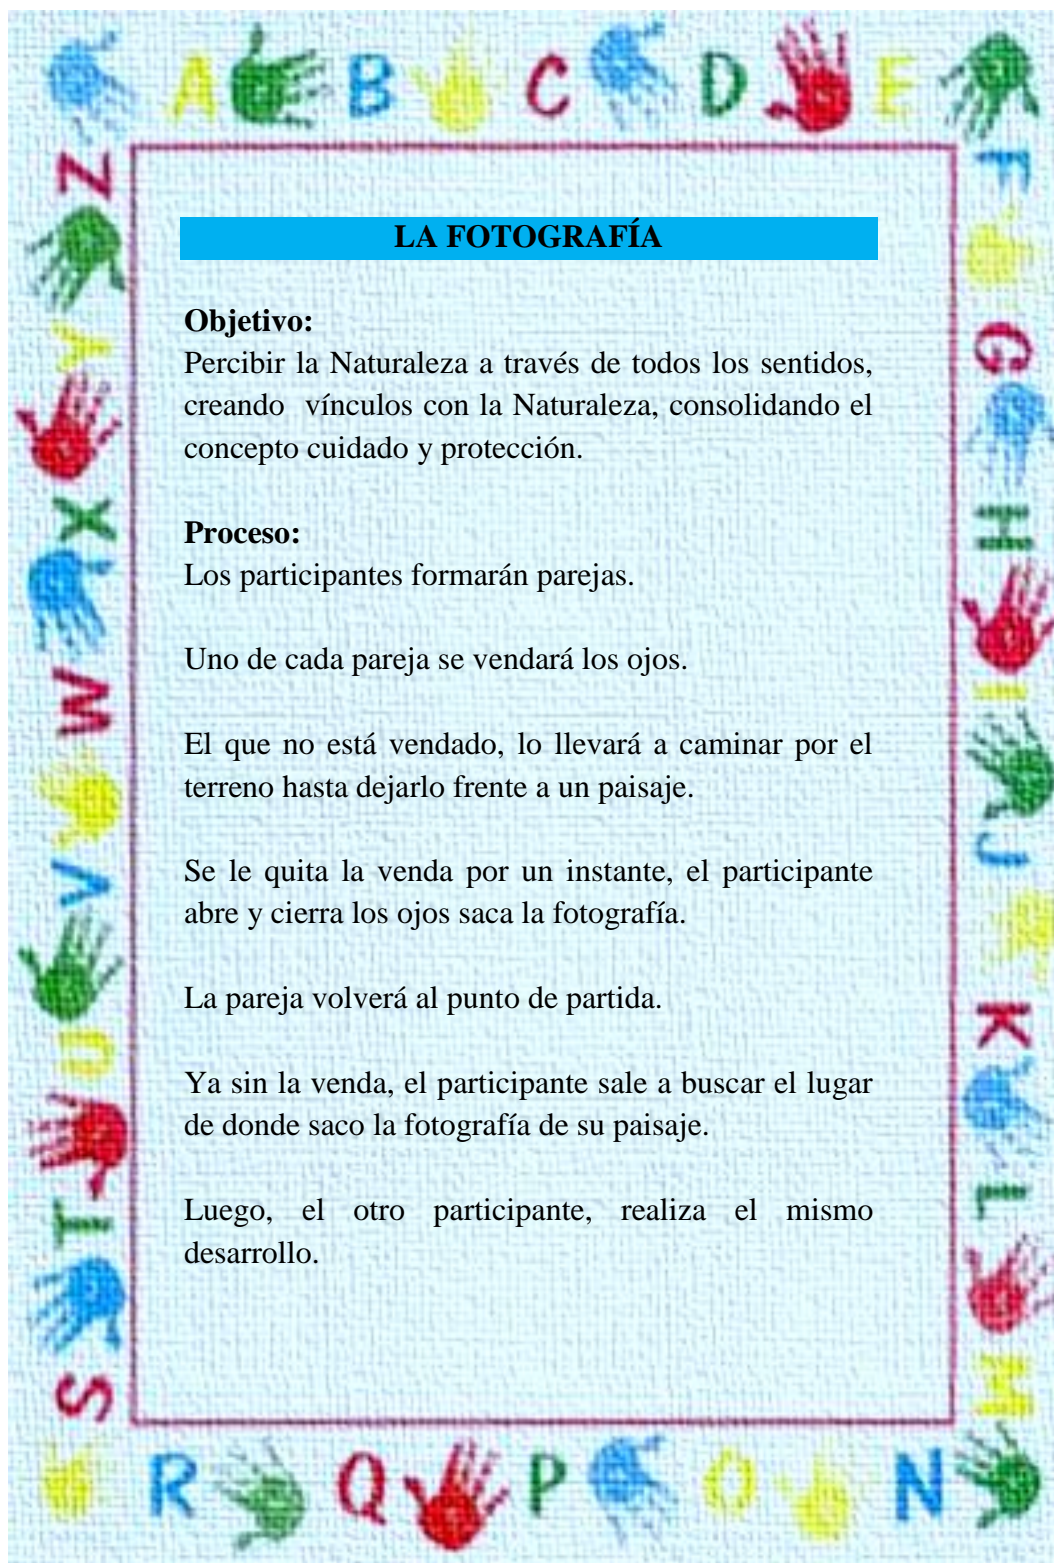 A B C D E
F
G
H
I
J
K
L
M
N
O
P
Q
R
S
T
U
V
W
X
Y
Z
LA FOTOGRAFÍA
Objetivo:
Percibir la Naturaleza a través de todos los sentidos,
creando vínculos con la Naturaleza, consolidando el
concepto cuidado y protección.
Proceso:
Los participantes formarán parejas.
Uno de cada pareja se vendará los ojos.
El que no está vendado, lo llevará a caminar por el
terreno hasta dejarlo frente a un paisaje.
Se le quita la venda por un instante, el participante
abre y cierra los ojos saca la fotografía.
La pareja volverá al punto de partida.
Ya sin la venda, el participante sale a buscar el lugar
de donde saco la fotografía de su paisaje.
Luego, el otro participante, realiza el mismo
desarrollo.